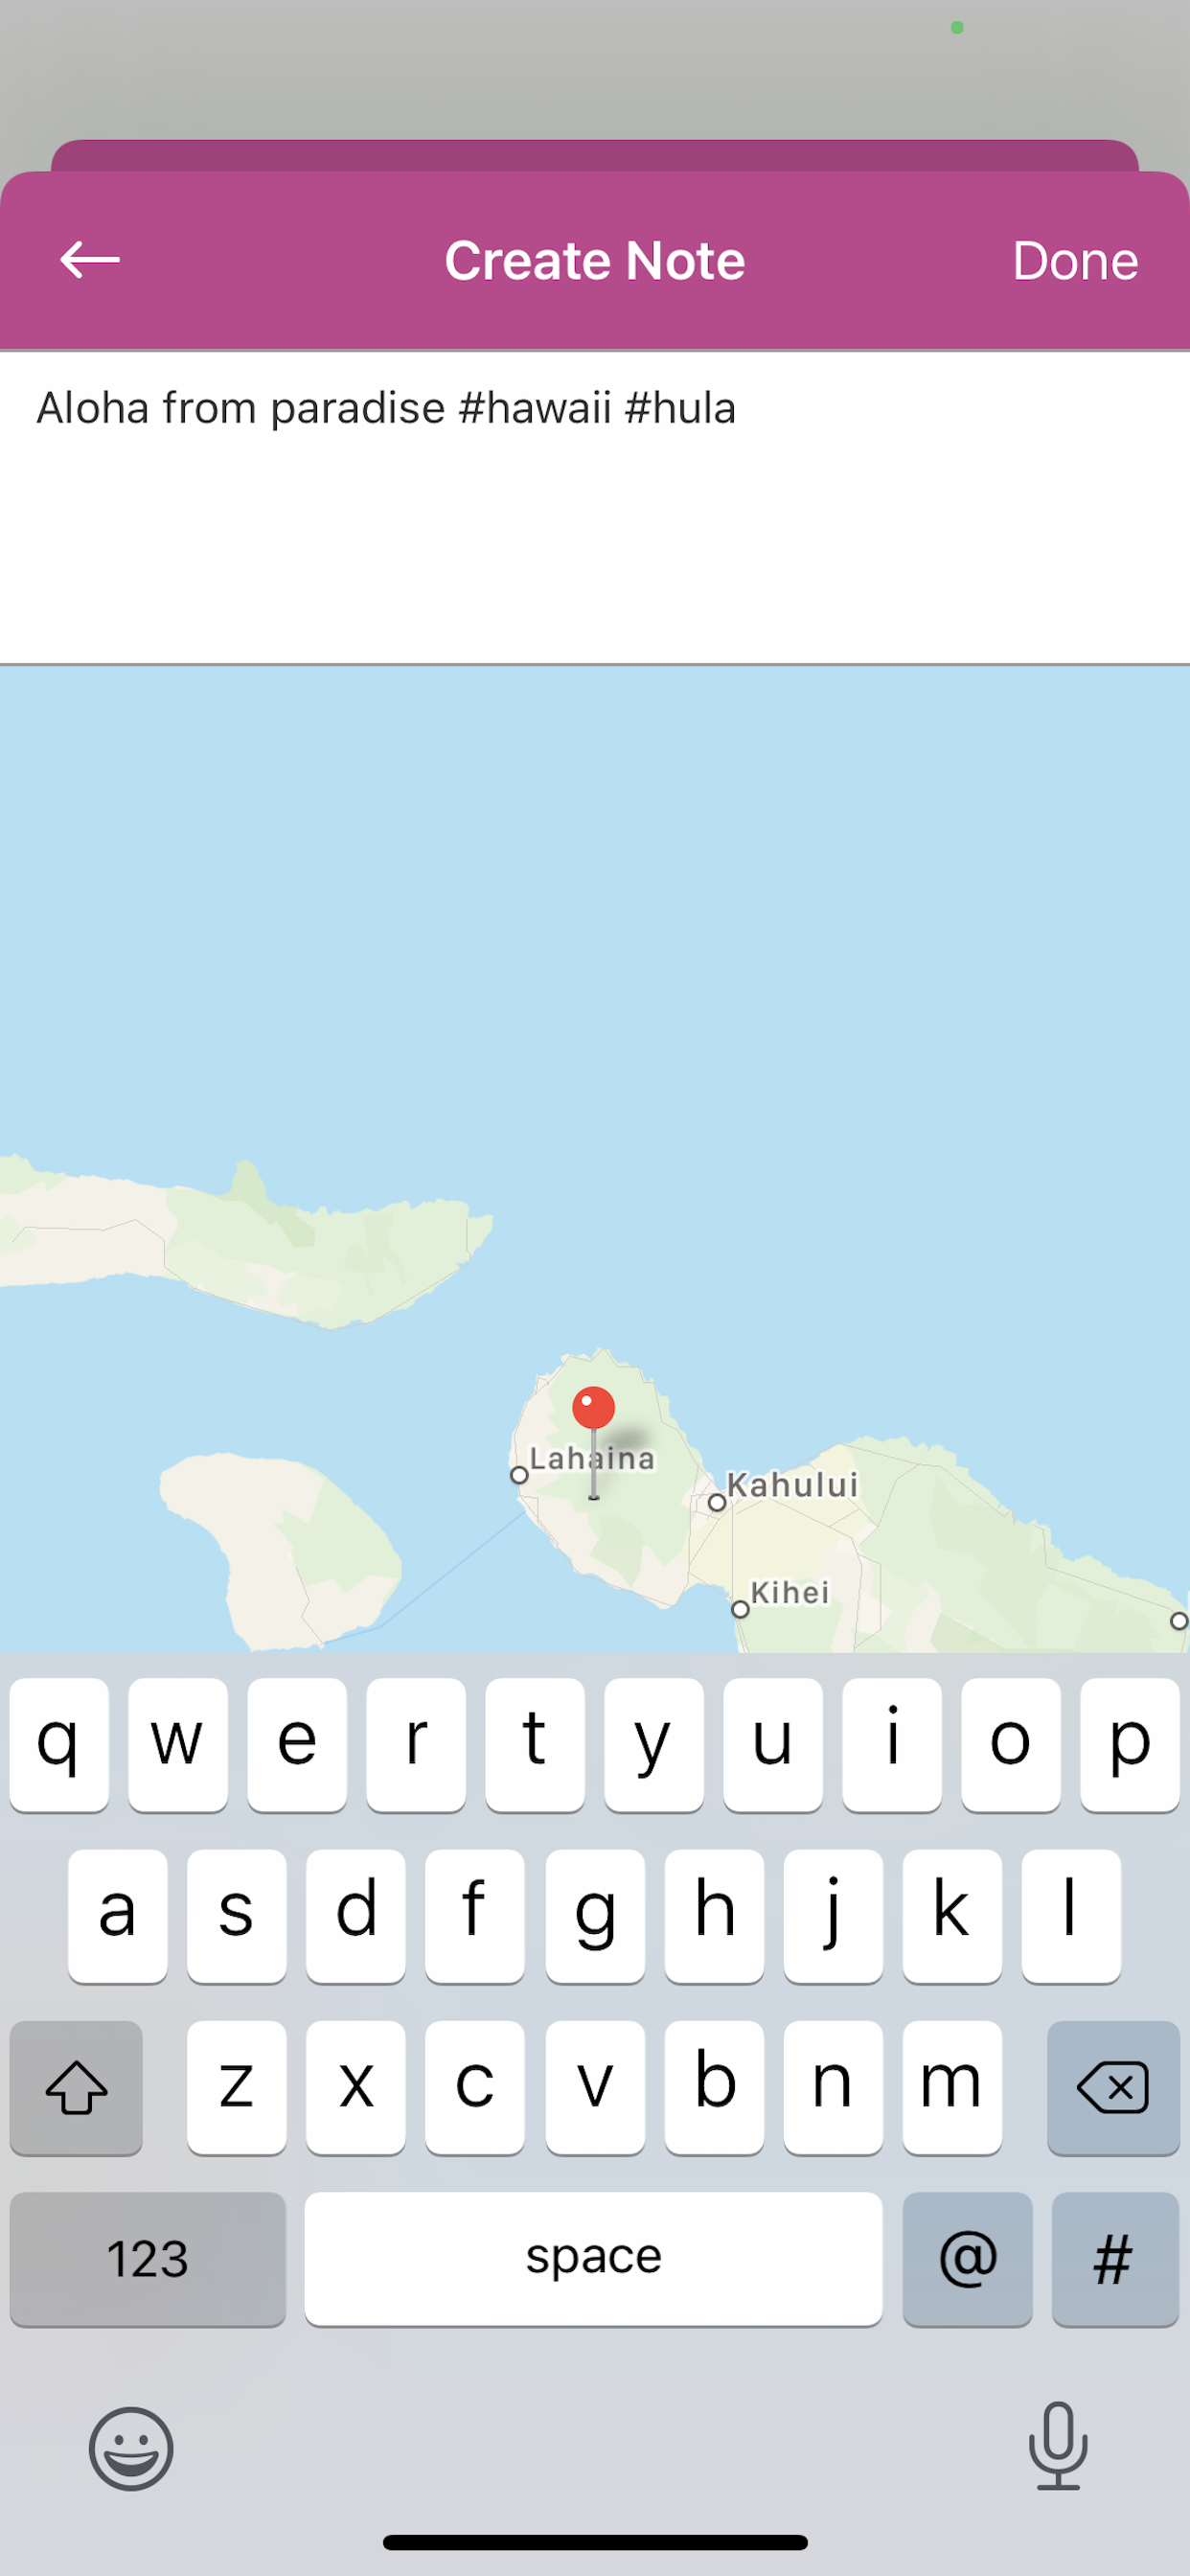 Create Note Done
Aloha from paradise #hawaii #hula
Lahaina
Kahului
Kihei
q w e r t y u i o p
a s d f g h j k l
z x c v b n m
123 space @ #